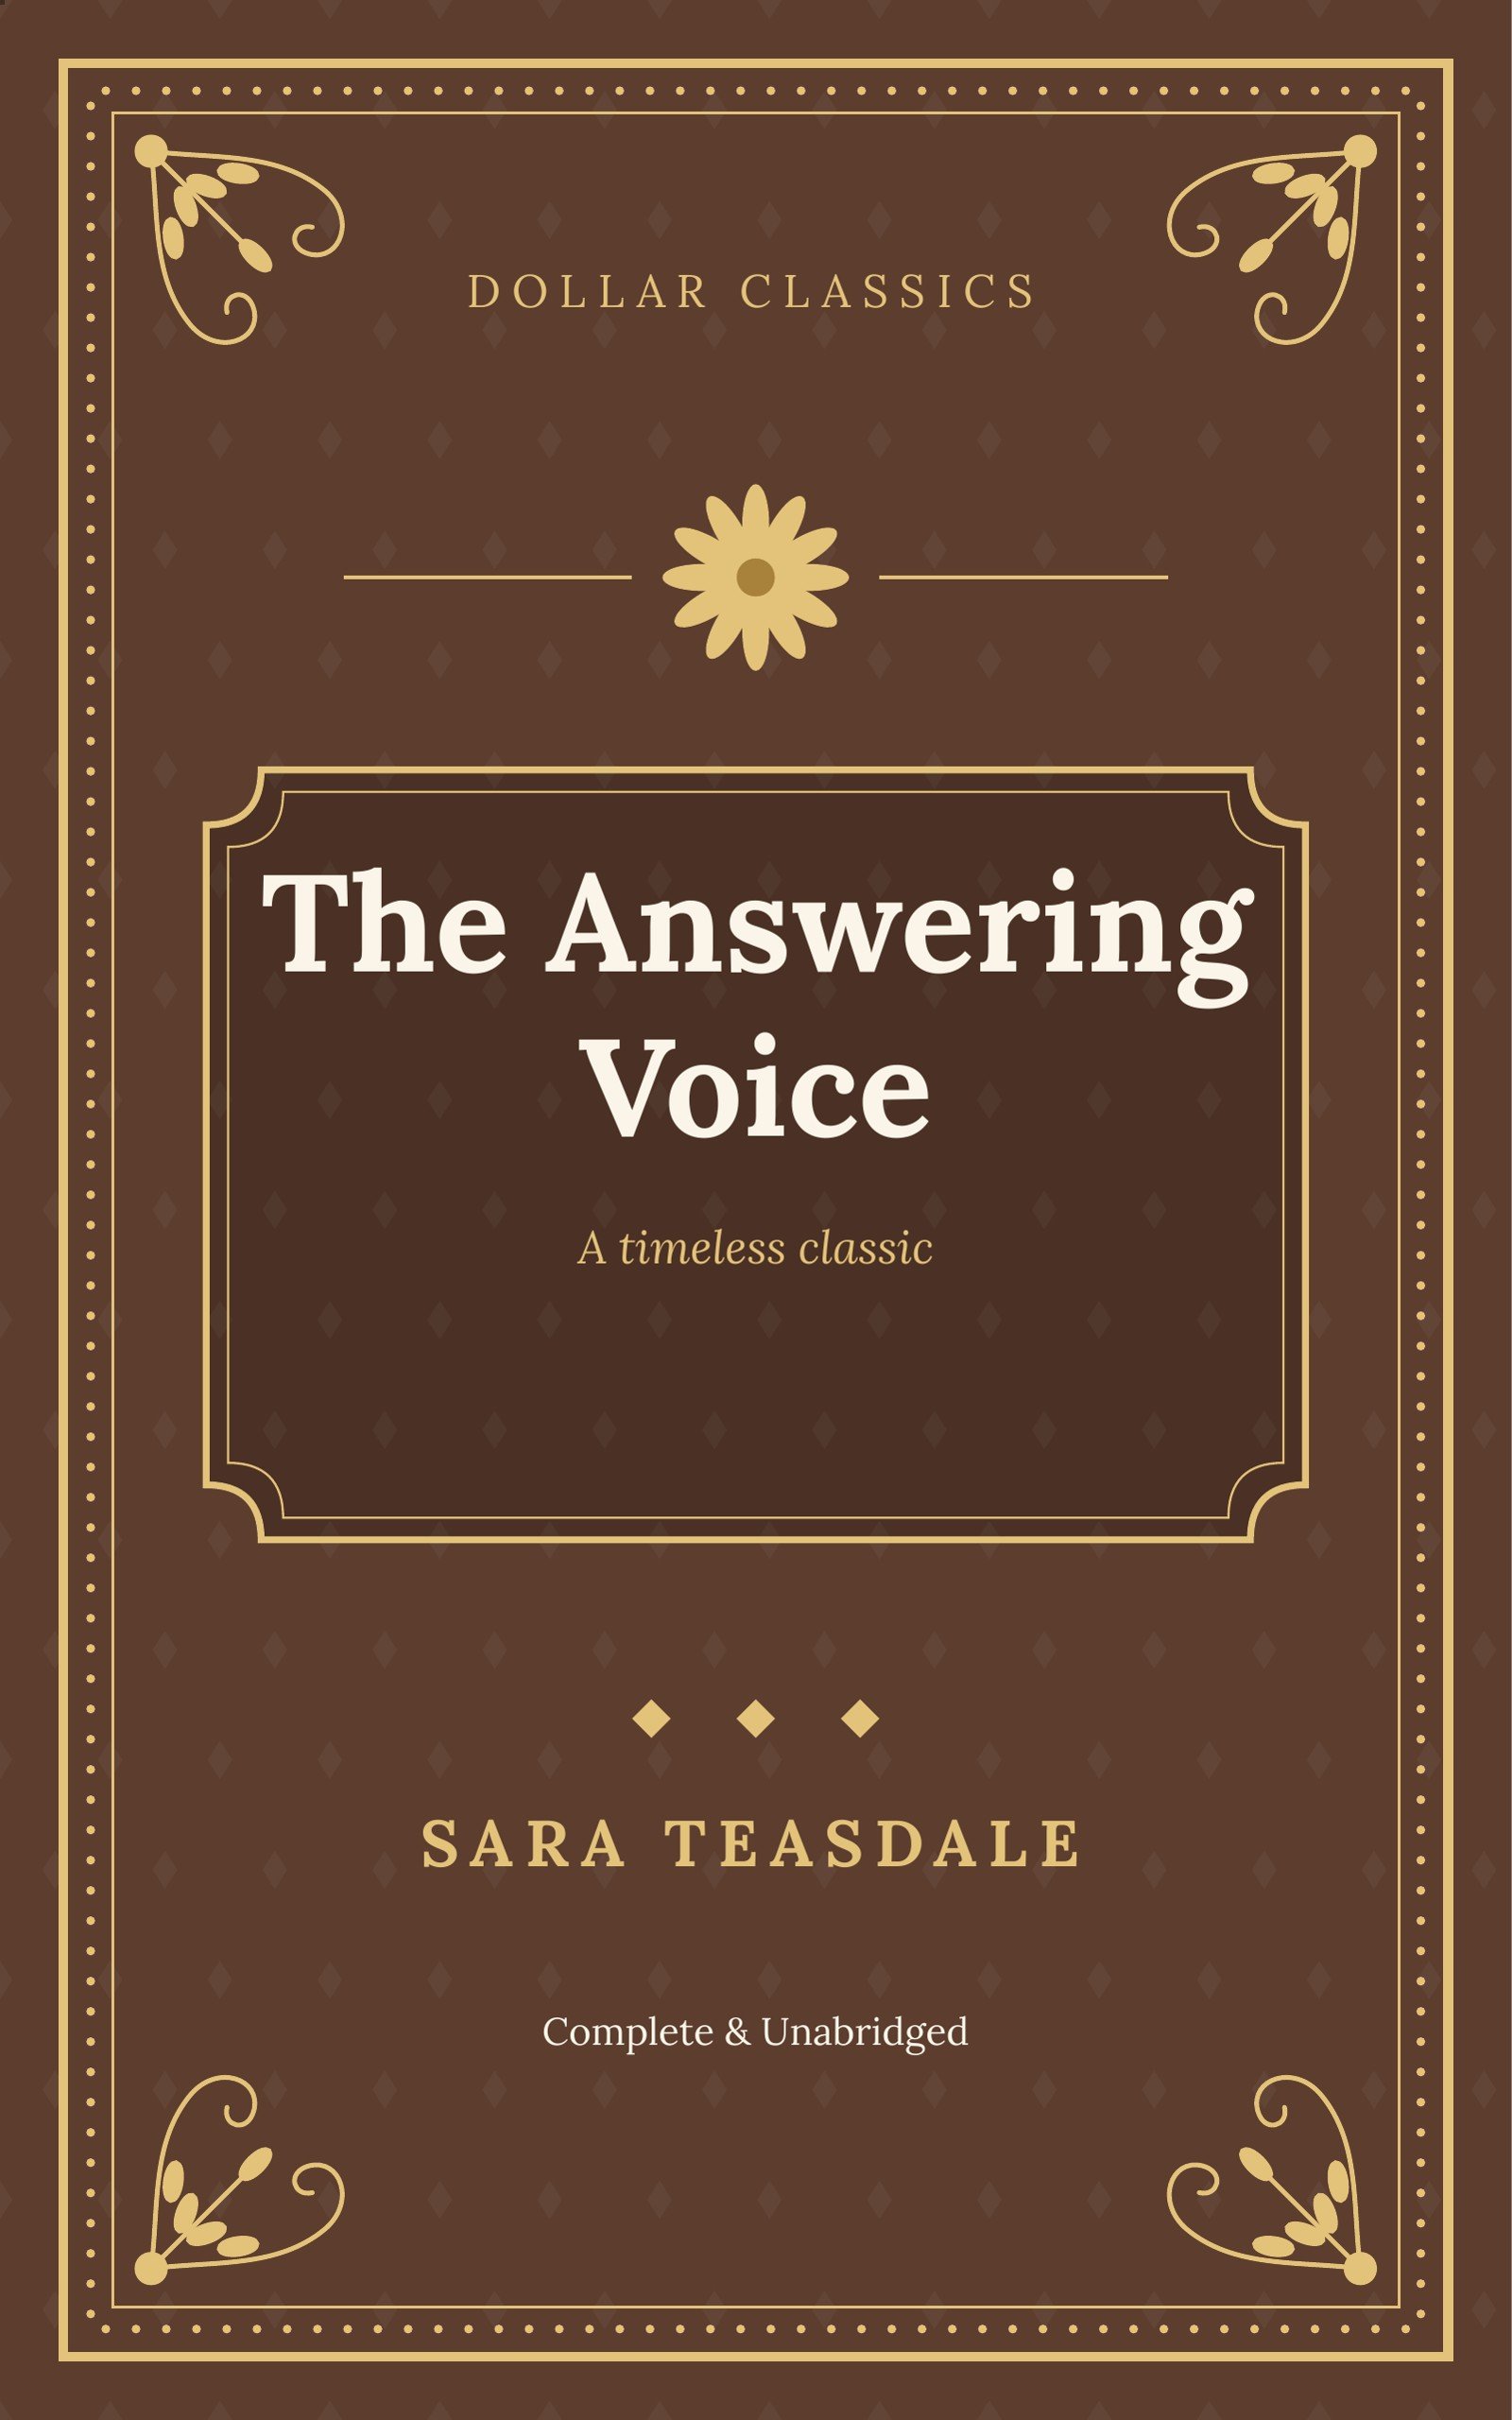 DOLLAR CLASSICS
The Answering
Voice
A timeless classic
SARA TEASDALE
Complete & Unabridged